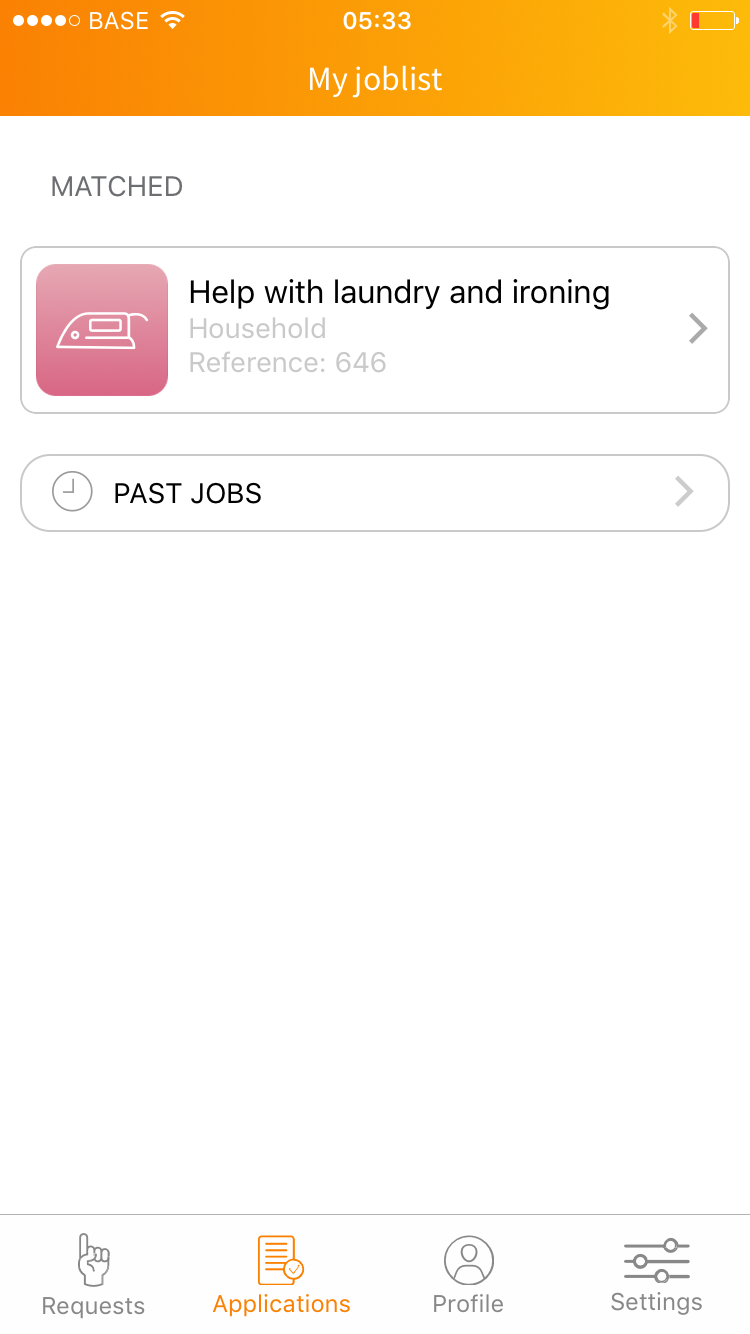 BASE 05:33
My joblist
MATCHED
Help with laundry and ironing
Household
Reference: 646
PAST JOBS
Requests Applications Profile Settings